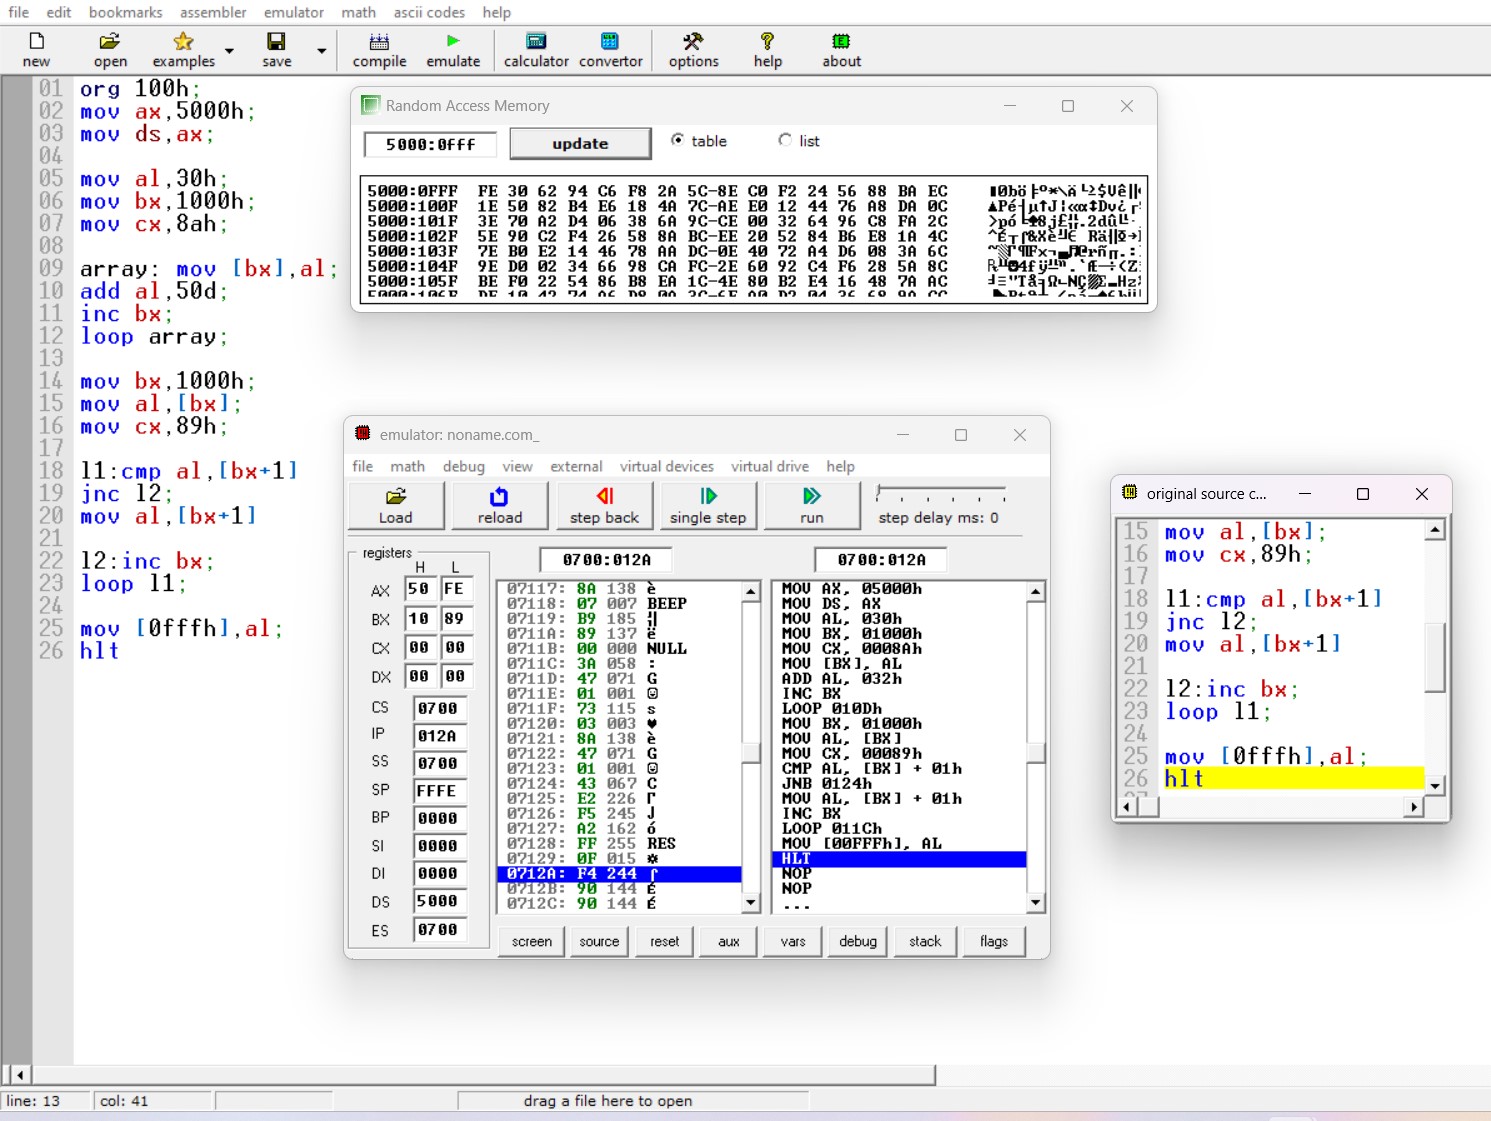 file edit bookmarks assembler emulator math ascii codes help
new open examples save compile emulate calculator convertor options help about
01 org 100h;
02 mov ax,5000h;
03 mov ds,ax;
04
05 mov al,30h;
06 mov bx,1000h;
07 mov cx,8ah;
08
09 array: mov [bx],al;
10 add al,50d;
11 inc bx;
12 loop array;
13
14 mov bx,1000h;
15 mov al,[bx];
16 mov cx,89h;
17
18 l1:cmp al,[bx+1]
19 jnc l2;
20 mov al,[bx+1]
21
22 l2:inc bx;
23 loop l1;
24
25 mov [0fffh],al;
26 hlt
Random Access Memory
5000:0fff update table list
5000:0FFF FE 30 62 94 C6 F8 2A 5C-8E C0 F2 24 56 88 BA EC
5000:100F 1E 50 82 B4 E6 18 4A 7C-AE E0 12 44 76 A8 DA 0C
5000:101F 3E 70 A2 D4 06 38 6A 9C-CE 00 32 64 96 C8 FA 2C
5000:102F 5E 90 C2 F4 26 58 8A BC-EE 20 52 84 B6 E8 1A 4C
5000:103F 7E B0 E2 14 46 78 AA DC-0E 40 72 A4 D6 08 3A 6C
5000:104F 9E D0 02 34 66 98 CA FC-2E 60 92 C4 F6 28 5A 8C
5000:105F BE F0 22 54 86 B8 EA 1C-4E 80 B2 E4 16 48 7A AC
emulator: noname.com_
file math debug view external virtual devices virtual drive help
Load reload step back single step run step delay ms: 0
registers
H L
AX 50 FE
BX 10 89
CX 00 00
DX 00 00
CS 0700
IP 012A
SS 0700
SP FFFE
BP 0000
SI 0000
DI 0000
DS 5000
ES 0700
0700:012A
07117: 8A 138 è
07118: 07 007 BEEP
07119: B9 185 ╣
0711A: 89 137 ë
0711B: 00 000 NULL
0711C: 3A 058 :
0711D: 47 071 G
0711E: 01 001 ☺
0711F: 73 115 s
07120: 03 003 ♥
07121: 8A 138 è
07122: 47 071 G
07123: 01 001 ☺
07124: 43 067 C
07125: E2 226 Γ
07126: F5 245 ⌡
07127: A2 162 ó
07128: FF 255 RES
07129: 0F 015 ☼
0712A: F4 244 ⌠
0712B: 90 144 É
0712C: 90 144 É
0700:012A
MOV AX, 05000h
MOV DS, AX
MOV AL, 030h
MOV BX, 01000h
MOV CX, 0008Ah
MOV [BX], AL
ADD AL, 032h
INC BX
LOOP 010Dh
MOV BX, 01000h
MOV AL, [BX]
MOV CX, 00089h
CMP AL, [BX] + 01h
JNB 0124h
MOV AL, [BX] + 01h
INC BX
LOOP 011Ch
MOV [00FFFh], AL
HLT
NOP
NOP
...
screen source reset aux vars debug stack flags
original source c...
15 mov al,[bx];
16 mov cx,89h;
17
18 l1:cmp al,[bx+1]
19 jnc l2;
20 mov al,[bx+1]
21
22 l2:inc bx;
23 loop l1;
24
25 mov [0fffh],al;
26 hlt
line: 13 col: 41 drag a file here to open